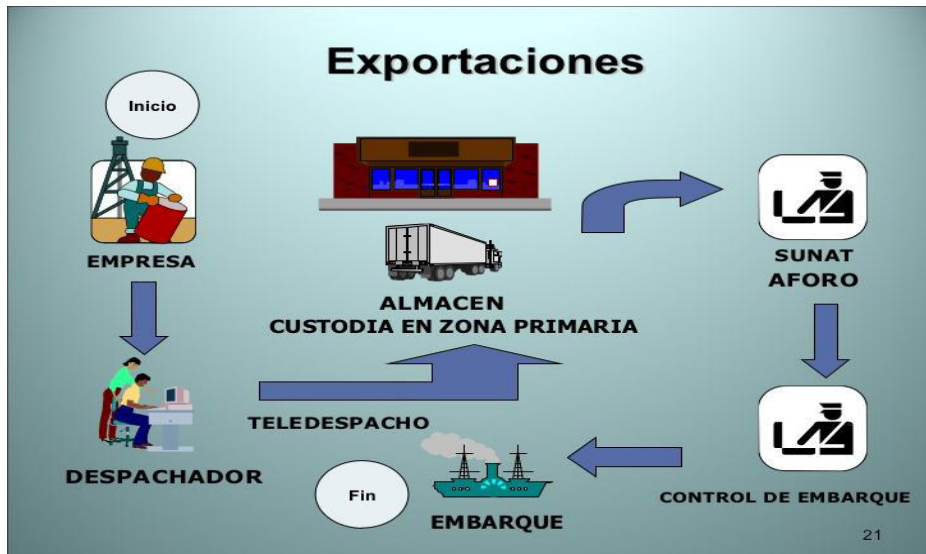 Exportaciones
Inicio
EMPRESA
DESPACHADOR
TELEDESPACHO
ALMACEN
CUSTODIA EN ZONA PRIMARIA
SUNAT
AFORO
CONTROL DE EMBARQUE
EMBARQUE
Fin
21